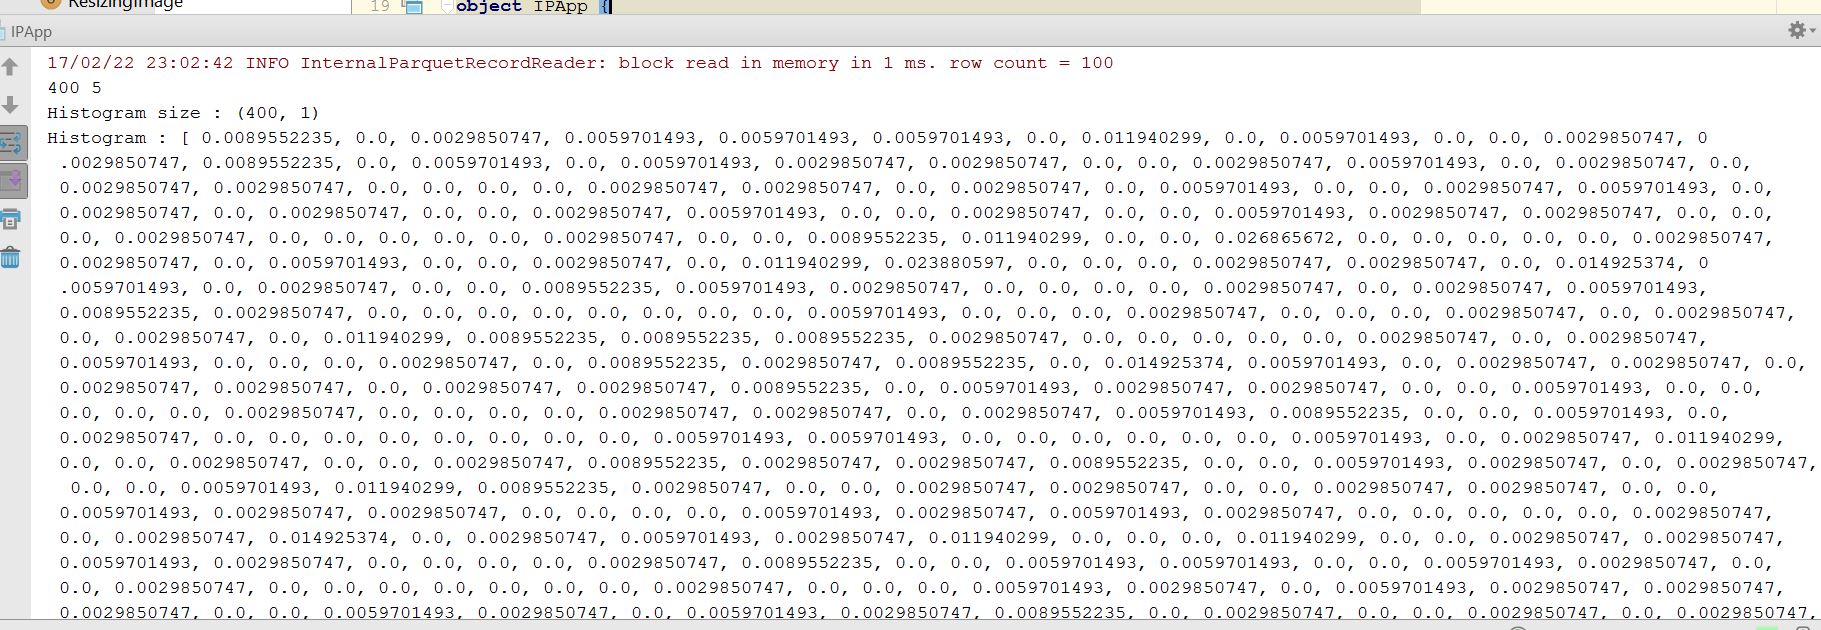 ResizingImage
19 object IPApp {
IPApp
17/02/22 23:02:42 INFO InternalParquetRecordReader: block read in memory in 1 ms. row count = 100
400 5
Histogram size : (400, 1)
Histogram : [ 0.0089552235, 0.0, 0.0029850747, 0.0059701493, 0.0059701493, 0.0059701493, 0.0, 0.011940299, 0.0, 0.0059701493, 0.0, 0.0, 0.0029850747, 0
.0029850747, 0.0089552235, 0.0, 0.0059701493, 0.0, 0.0059701493, 0.0029850747, 0.0029850747, 0.0, 0.0, 0.0029850747, 0.0059701493, 0.0, 0.0029850747, 0.0,
0.0029850747, 0.0029850747, 0.0, 0.0, 0.0, 0.0, 0.0029850747, 0.0029850747, 0.0, 0.0029850747, 0.0, 0.0059701493, 0.0, 0.0, 0.0029850747, 0.0059701493, 0.0,
0.0029850747, 0.0, 0.0029850747, 0.0, 0.0, 0.0029850747, 0.0059701493, 0.0, 0.0, 0.0029850747, 0.0, 0.0, 0.0059701493, 0.0029850747, 0.0029850747, 0.0, 0.0,
0.0, 0.0029850747, 0.0, 0.0, 0.0, 0.0, 0.0, 0.0029850747, 0.0, 0.0, 0.0089552235, 0.011940299, 0.0, 0.0, 0.026865672, 0.0, 0.0, 0.0, 0.0, 0.0, 0.0029850747,
0.0029850747, 0.0, 0.0059701493, 0.0, 0.0, 0.0029850747, 0.0, 0.011940299, 0.023880597, 0.0, 0.0, 0.0, 0.0029850747, 0.0029850747, 0.0, 0.014925374, 0
.0059701493, 0.0, 0.0029850747, 0.0, 0.0, 0.0089552235, 0.0059701493, 0.0029850747, 0.0, 0.0, 0.0, 0.0, 0.0029850747, 0.0, 0.0029850747, 0.0059701493,
0.0089552235, 0.0029850747, 0.0, 0.0, 0.0, 0.0, 0.0, 0.0, 0.0, 0.0, 0.0059701493, 0.0, 0.0, 0.0, 0.0029850747, 0.0, 0.0, 0.0, 0.0029850747, 0.0, 0.0029850747,
0.0, 0.0029850747, 0.0, 0.011940299, 0.0089552235, 0.0089552235, 0.0089552235, 0.0029850747, 0.0, 0.0, 0.0, 0.0, 0.0, 0.0029850747, 0.0, 0.0029850747,
0.0059701493, 0.0, 0.0, 0.0, 0.0029850747, 0.0, 0.0089552235, 0.0029850747, 0.0089552235, 0.0, 0.014925374, 0.0059701493, 0.0, 0.0029850747, 0.0029850747, 0.0,
0.0029850747, 0.0029850747, 0.0, 0.0029850747, 0.0029850747, 0.0089552235, 0.0, 0.0059701493, 0.0029850747, 0.0029850747, 0.0, 0.0, 0.0059701493, 0.0, 0.0,
0.0, 0.0, 0.0, 0.0029850747, 0.0, 0.0, 0.0, 0.0, 0.0029850747, 0.0029850747, 0.0, 0.0029850747, 0.0059701493, 0.0089552235, 0.0, 0.0, 0.0059701493, 0.0,
0.0029850747, 0.0, 0.0, 0.0, 0.0, 0.0, 0.0, 0.0, 0.0059701493, 0.0059701493, 0.0, 0.0, 0.0, 0.0, 0.0, 0.0, 0.0059701493, 0.0, 0.0029850747, 0.011940299,
0.0, 0.0, 0.0029850747, 0.0, 0.0, 0.0029850747, 0.0089552235, 0.0029850747, 0.0029850747, 0.0089552235, 0.0, 0.0, 0.0059701493, 0.0029850747, 0.0, 0.0029850747,
0.0, 0.0, 0.0059701493, 0.011940299, 0.0089552235, 0.0029850747, 0.0, 0.0, 0.0029850747, 0.0029850747, 0.0, 0.0, 0.0029850747, 0.0029850747, 0.0, 0.0,
0.0059701493, 0.0029850747, 0.0029850747, 0.0, 0.0, 0.0, 0.0, 0.0059701493, 0.0029850747, 0.0059701493, 0.0029850747, 0.0, 0.0, 0.0, 0.0, 0.0, 0.0029850747,
0.0, 0.0029850747, 0.014925374, 0.0, 0.0029850747, 0.0059701493, 0.0029850747, 0.011940299, 0.0, 0.0, 0.0, 0.011940299, 0.0, 0.0, 0.0029850747, 0.0029850747,
0.0059701493, 0.0029850747, 0.0, 0.0, 0.0, 0.0, 0.0029850747, 0.0089552235, 0.0, 0.0, 0.0059701493, 0.0059701493, 0.0, 0.0, 0.0059701493, 0.0029850747, 0.0,
0.0, 0.0029850747, 0.0, 0.0, 0.0, 0.0, 0.0, 0.0, 0.0, 0.0029850747, 0.0, 0.0, 0.0, 0.0059701493, 0.0029850747, 0.0, 0.0059701493, 0.0029850747, 0.0029850747,
0.0029850747, 0.0, 0.0, 0.0059701493, 0.0029850747, 0.0, 0.0059701493, 0.0029850747, 0.0089552235, 0.0, 0.0029850747, 0.0, 0.0, 0.0029850747, 0.0, 0.0029850747,